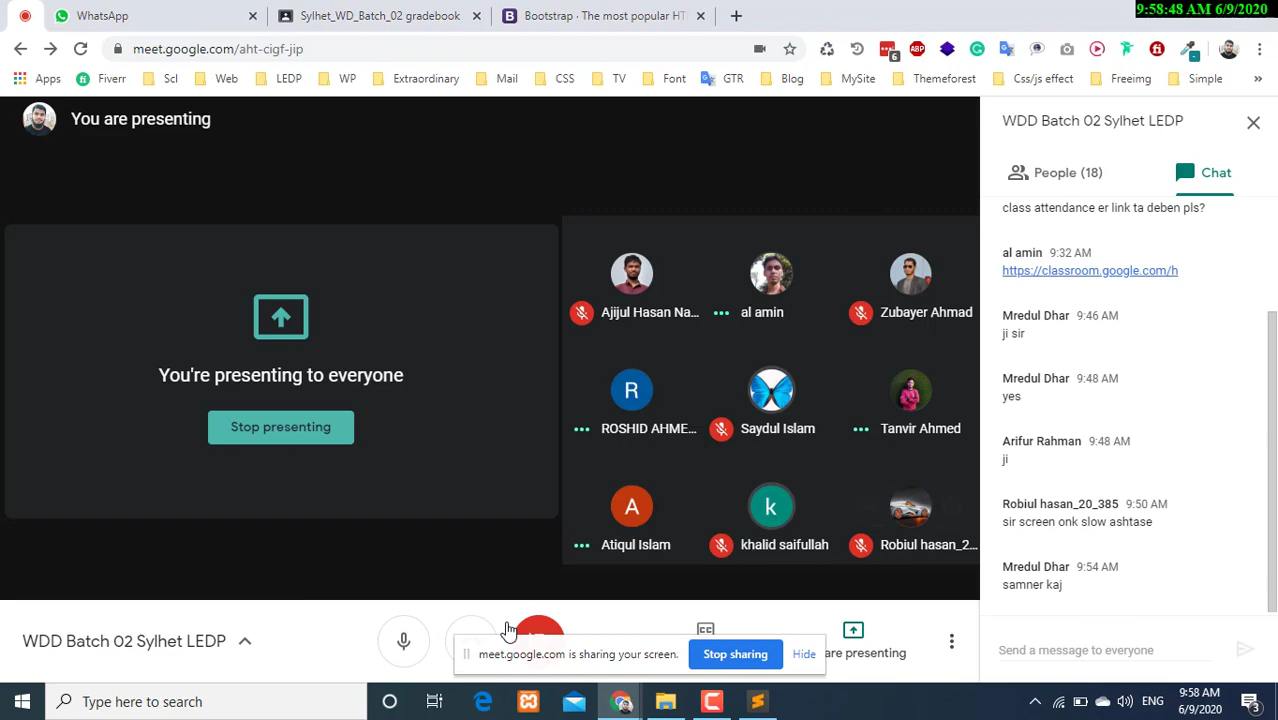 9:58:48 AM 6/9/2020
WhatsApp
Sylhet_WD_Batch_02 gradebook
Bootstrap · The most popular HT
meet.google.com/aht-cigf-jip
6
ABP
Apps
Fiverr
Scl
Web
LEDP
WP
Extraordinary
Mail
CSS
TV
Font
GTR
Blog
MySite
Themeforest
Css/js effect
Freeimg
Simple
You are presenting
WDD Batch 02 Sylhet LEDP
People (18)
Chat
class attendance er link ta deben pls?
al amin 9:32 AM
https://classroom.google.com/h
Mredul Dhar 9:46 AM
ji sir
Mredul Dhar 9:48 AM
yes
Arifur Rahman 9:48 AM
ji
Robiul hasan_20_385 9:50 AM
sir screen onk slow ashtase
Mredul Dhar 9:54 AM
samner kaj
Send a message to everyone
You're presenting to everyone
Stop presenting
Ajijul Hasan Na...
al amin
Zubayer Ahmad
R
ROSHID AHME...
Saydul Islam
Tanvir Ahmed
A
k
Atiqul Islam
khalid saifullah
Robiul hasan_2...
WDD Batch 02 Sylhet LEDP
CC
meet.google.com is sharing your screen.
Stop sharing
Hide
are presenting
Type here to search
ENG
9:58 AM
6/9/2020
3